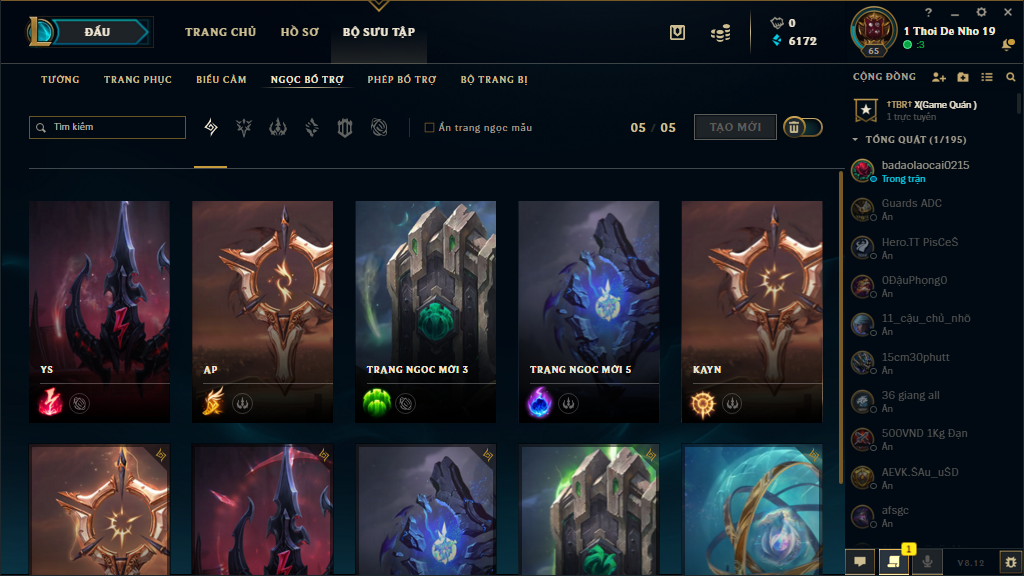 ĐẤU
TRANG CHỦ
HỒ SƠ
BỘ SƯU TẬP
0
6172
65
1 Thoi De Nho 19
:3
TƯỚNG
TRANG PHỤC
BIỂU CẢM
NGỌC BỔ TRỢ
PHÉP BỔ TRỢ
BỘ TRANG BỊ
CỘNG ĐỒNG
Tìm kiếm
Ẩn trang ngọc mẫu
05 / 05
TẠO MỚI
†TBR† X(Game Quán )
1 trực tuyến
TỔNG QUÁT (1/195)
badaolaocai0215
Trong trận
Guards ADC
Ẩn
Hero.TT PisCeS
Ẩn
0ĐậuPhọng0
Ẩn
11_cậu_chủ_nhõ
Ẩn
15cm30phutt
Ẩn
36 giang all
Ẩn
500VND 1Kg Đạn
Ẩn
AEVK.SAu_uSD
Ẩn
afsgc
Ẩn
YS
AP
TRANG NGỌC MỚI 3
TRANG NGỌC MỚI 5
KAYN
1
V8.12